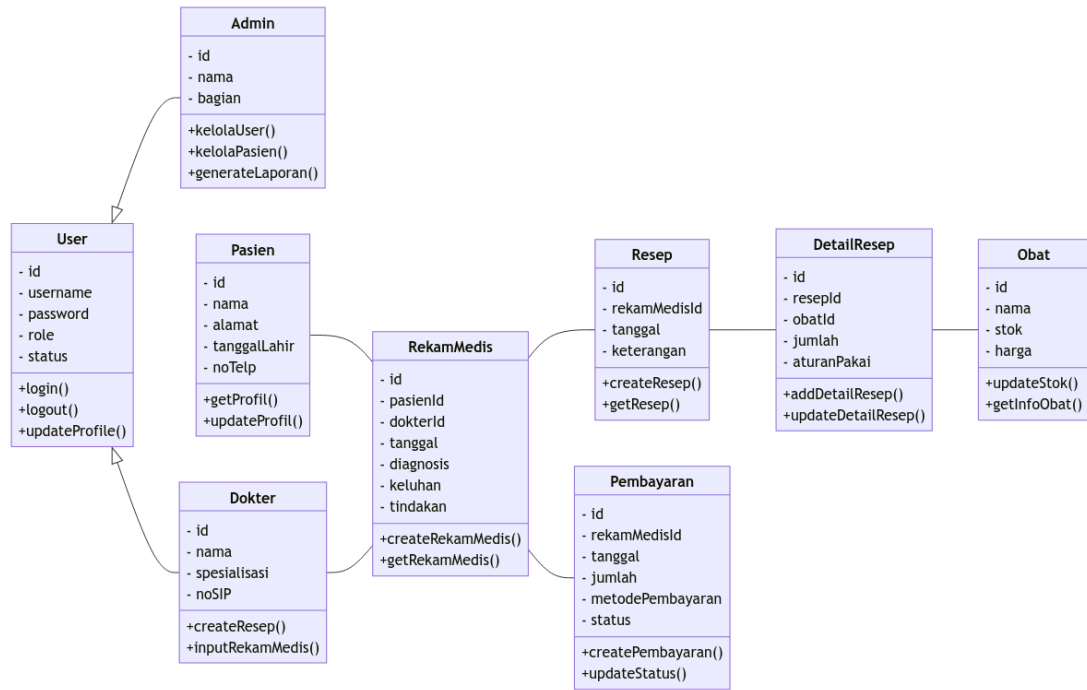 Admin
- id
- nama
- bagian
+kelolaUser()
+kelolaPasien()
+generateLaporan()
User
- id
- username
- password
- role
- status
+login()
+logout()
+updateProfile()
Pasien
- id
- nama
- alamat
- tanggalLahir
- noTelp
+getProfil()
+updateProfil()
Dokter
- id
- nama
- spesialisasi
- noSIP
+createResep()
+inputRekamMedis()
RekamMedis
- id
- pasienId
- dokterId
- tanggal
- diagnosis
- keluhan
- tindakan
+createRekamMedis()
+getRekamMedis()
Resep
- id
- rekamMedisId
- tanggal
- keterangan
+createResep()
+getResep()
Pembayaran
- id
- rekamMedisId
- tanggal
- jumlah
- metodePembayaran
- status
+createPembayaran()
+updateStatus()
DetailResep
- id
- resepId
- obatId
- jumlah
- aturanPakai
+addDetailResep()
+updateDetailResep()
Obat
- id
- nama
- stok
- harga
+updateStok()
+getInfoObat()